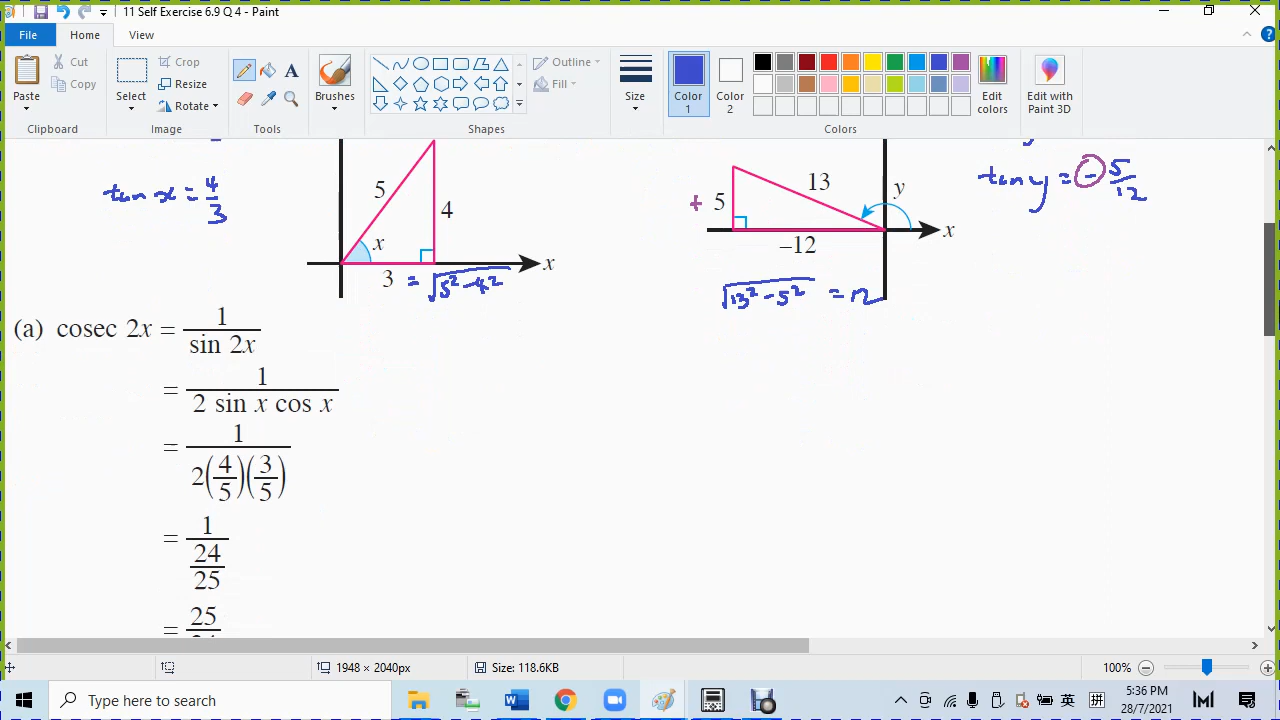 11 Self Exercise 6.9 Q 4 - Paint
File Home View
Paste Cut Copy Clipboard
Select Crop Resize Rotate Image
Tools
Brushes
Outline Fill Shapes
Size
Color 1 Color 2
Edit colors Edit with Paint 3D Colors
tan x = 4/3
5 4 x x
3 = √5² - 4²
+ 5 13 y x
-12
√13² - 5² = 12
tan y = - 5/12
(a) cosec 2x = 1/sin 2x
= 1/2 sin x cos x
= 1/2(4/5)(3/5)
= 1/24/25
= 25
1948 × 2040px Size: 118.6KB 100%
Type here to search
英 拼 5:36 PM 28/7/2021